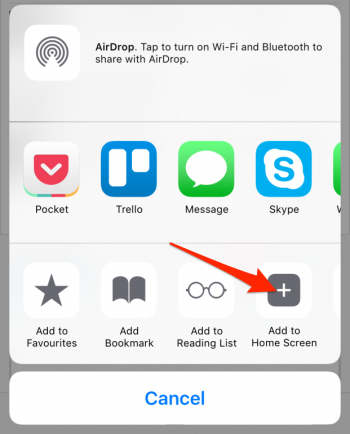 AirDrop. Tap to turn on Wi-Fi and Bluetooth to
share with AirDrop.
Pocket Trello Message Skype
Add to Favourites
Add Bookmark
Add to Reading List
Add to Home Screen
Cancel